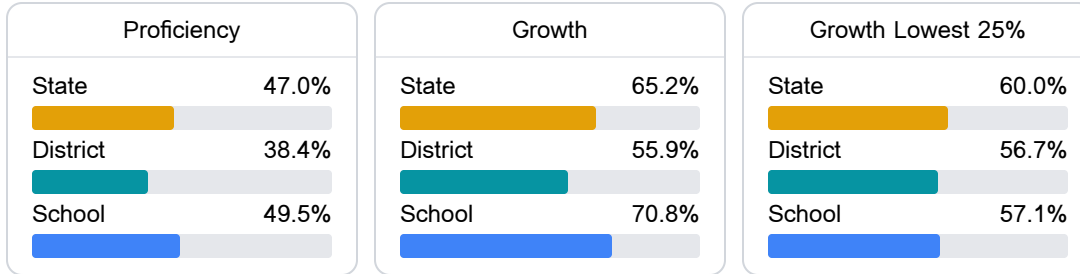 Proficiency
State 47.0%
District 38.4%
School 49.5%
Growth
State 65.2%
District 55.9%
School 70.8%
Growth Lowest 25%
State 60.0%
District 56.7%
School 57.1%